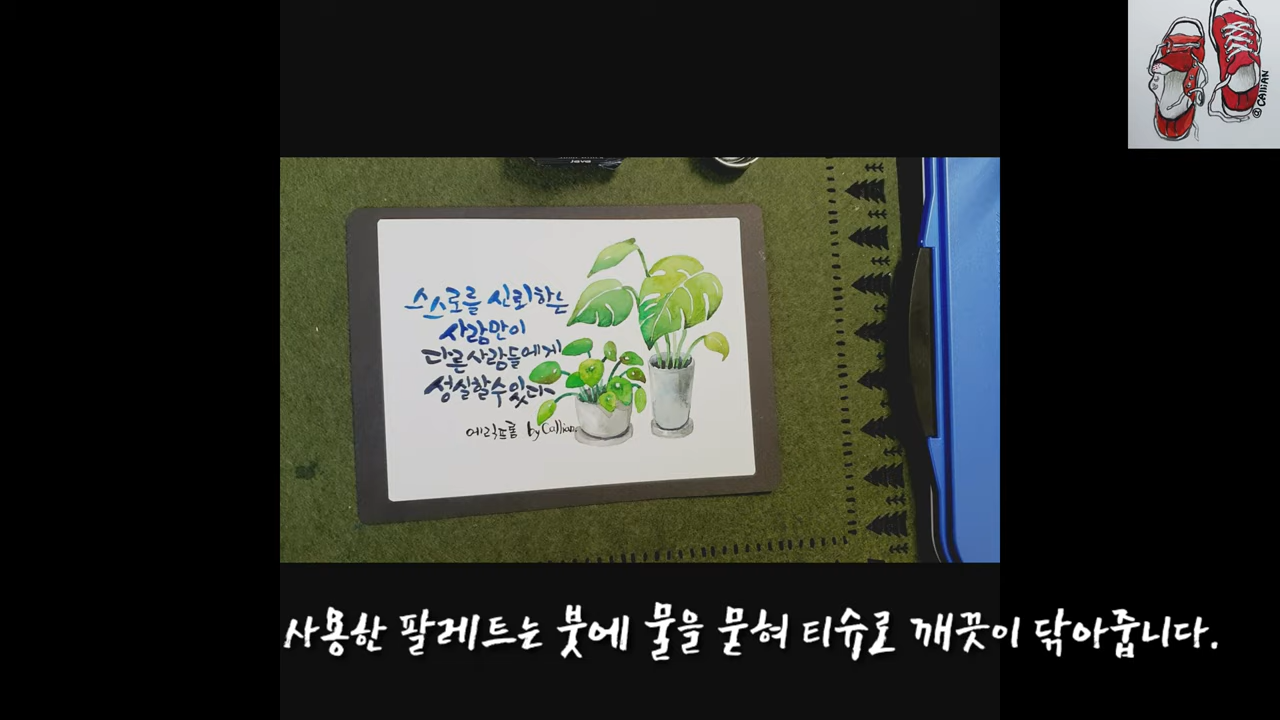 @CALLiAN
스스로를 신뢰하는
사람만이
다른사람들에게
성실할수있다
에릭프롬 by Callian
사용한 팔레트는 붓에 물을 묻혀 티슈로 깨끗이 닦아줍니다.